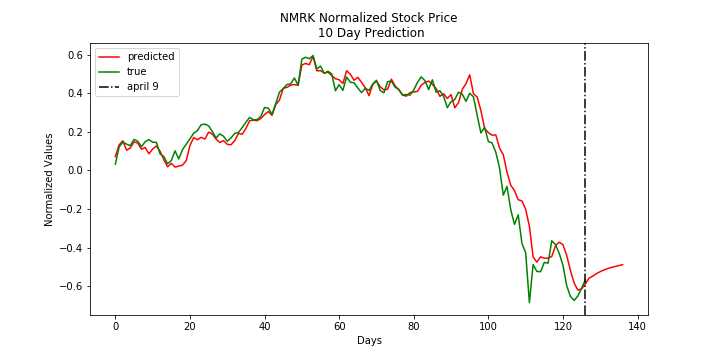 NMRK Normalized Stock Price
10 Day Prediction
predicted
true
april 9
Normalized Values
0.6
0.4
0.2
0.0
−0.2
−0.4
−0.6
0
20
40
60
80
100
120
140
Days